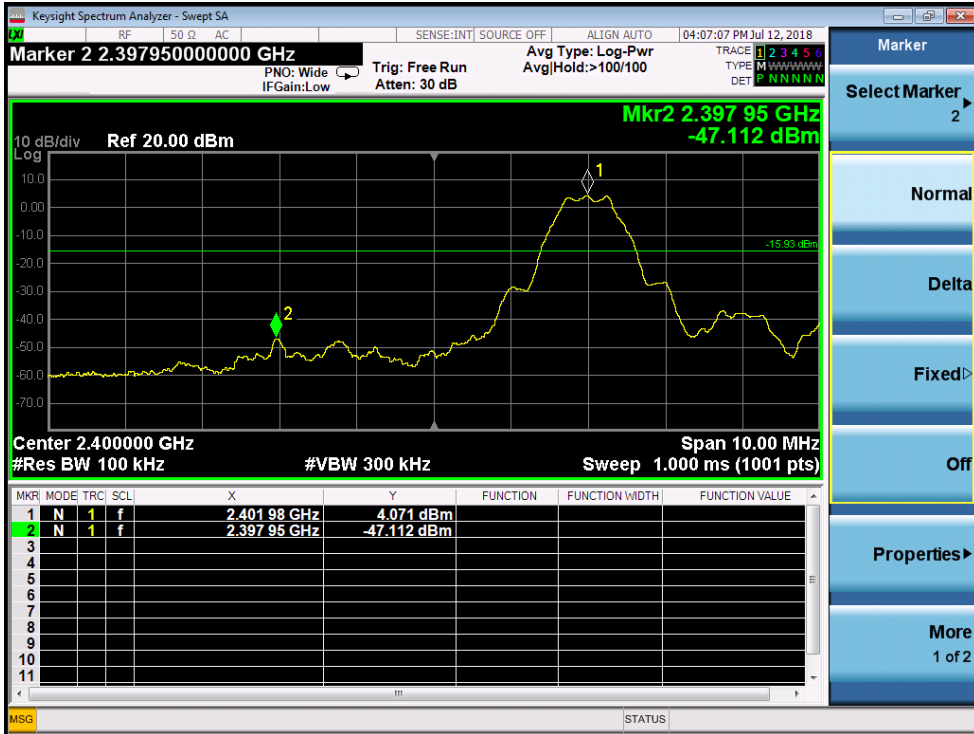 Keysight Spectrum Analyzer - Swept SA
LXI RF 50 Ω AC SENSE:INT SOURCE OFF ALIGN AUTO 04:07:07 PM Jul 12, 2018
Marker 2 2.397950000000 GHz
PNO: Wide
IFGain:Low
Trig: Free Run
Atten: 30 dB
Avg Type: Log-Pwr
Avg|Hold:>100/100
TRACE 1 2 3 4 5 6
TYPE M WWWWW
DET P N N N N N
Mkr2 2.397 95 GHz
-47.112 dBm
10 dB/div Ref 20.00 dBm
Log
10.0
0.00
-10.0
-20.0
-30.0
-40.0
-50.0
-60.0
-70.0
1
2
-15.93 dBm
Center 2.400000 GHz Span 10.00 MHz
#Res BW 100 kHz #VBW 300 kHz Sweep 1.000 ms (1001 pts)
MKR MODE TRC SCL X Y FUNCTION FUNCTION WIDTH FUNCTION VALUE
1 N 1 f 2.401 98 GHz 4.071 dBm
2 N 1 f 2.397 95 GHz -47.112 dBm
3
4
5
6
7
8
9
10
11
MSG STATUS
Marker
Select Marker
2
Normal
Delta
Fixed
Off
Properties
More
1 of 2